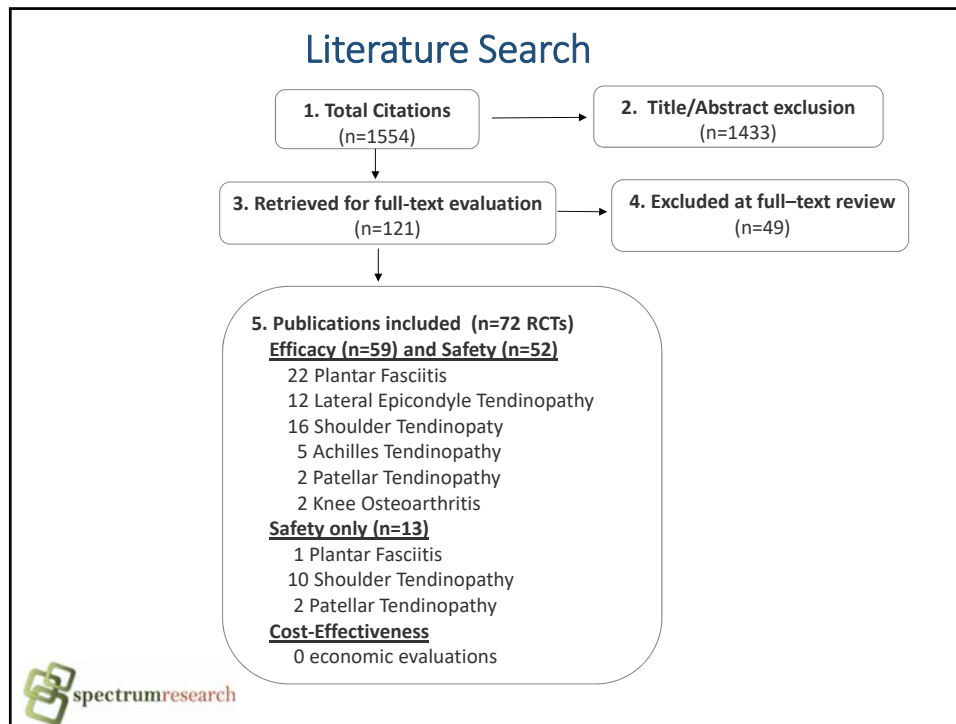 Literature Search
1. Total Citations
(n=1554)
2. Title/Abstract exclusion
(n=1433)
3. Retrieved for full-text evaluation
(n=121)
4. Excluded at full–text review
(n=49)
5. Publications included (n=72 RCTs)
Efficacy (n=59) and Safety (n=52)
22 Plantar Fasciitis
12 Lateral Epicondyle Tendinopathy
16 Shoulder Tendinopaty
5 Achilles Tendinopathy
2 Patellar Tendinopathy
2 Knee Osteoarthritis
Safety only (n=13)
1 Plantar Fasciitis
10 Shoulder Tendinopathy
2 Patellar Tendinopathy
Cost-Effectiveness
0 economic evaluations
spectrumresearch